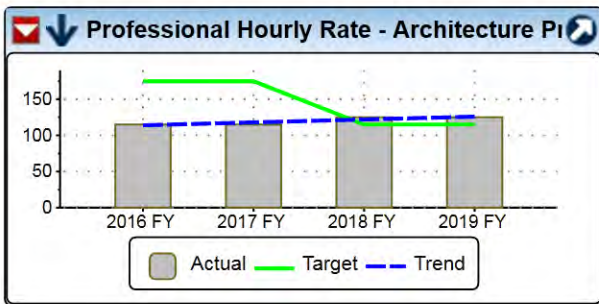 Professional Hourly Rate - Architecture
150
100
50
0
2016 FY 2017 FY 2018 FY 2019 FY
Actual Target Trend